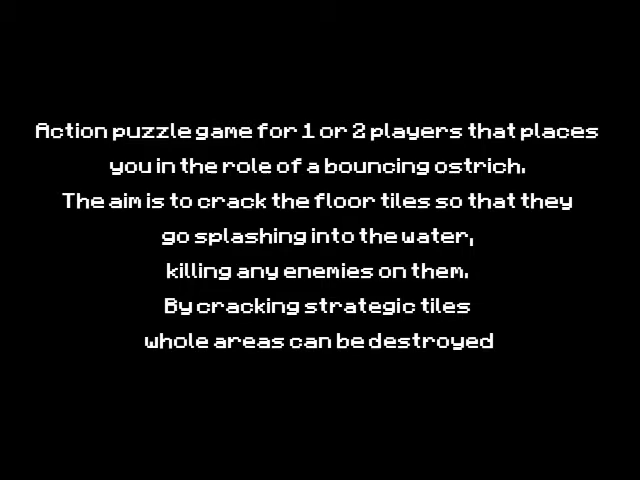 Action puzzle game for 1 or 2 players that places
you in the role of a bouncing ostrich.
The aim is to crack the floor tiles so that they
go splashing into the water,
killing any enemies on them.
By cracking strategic tiles
whole areas can be destroyed